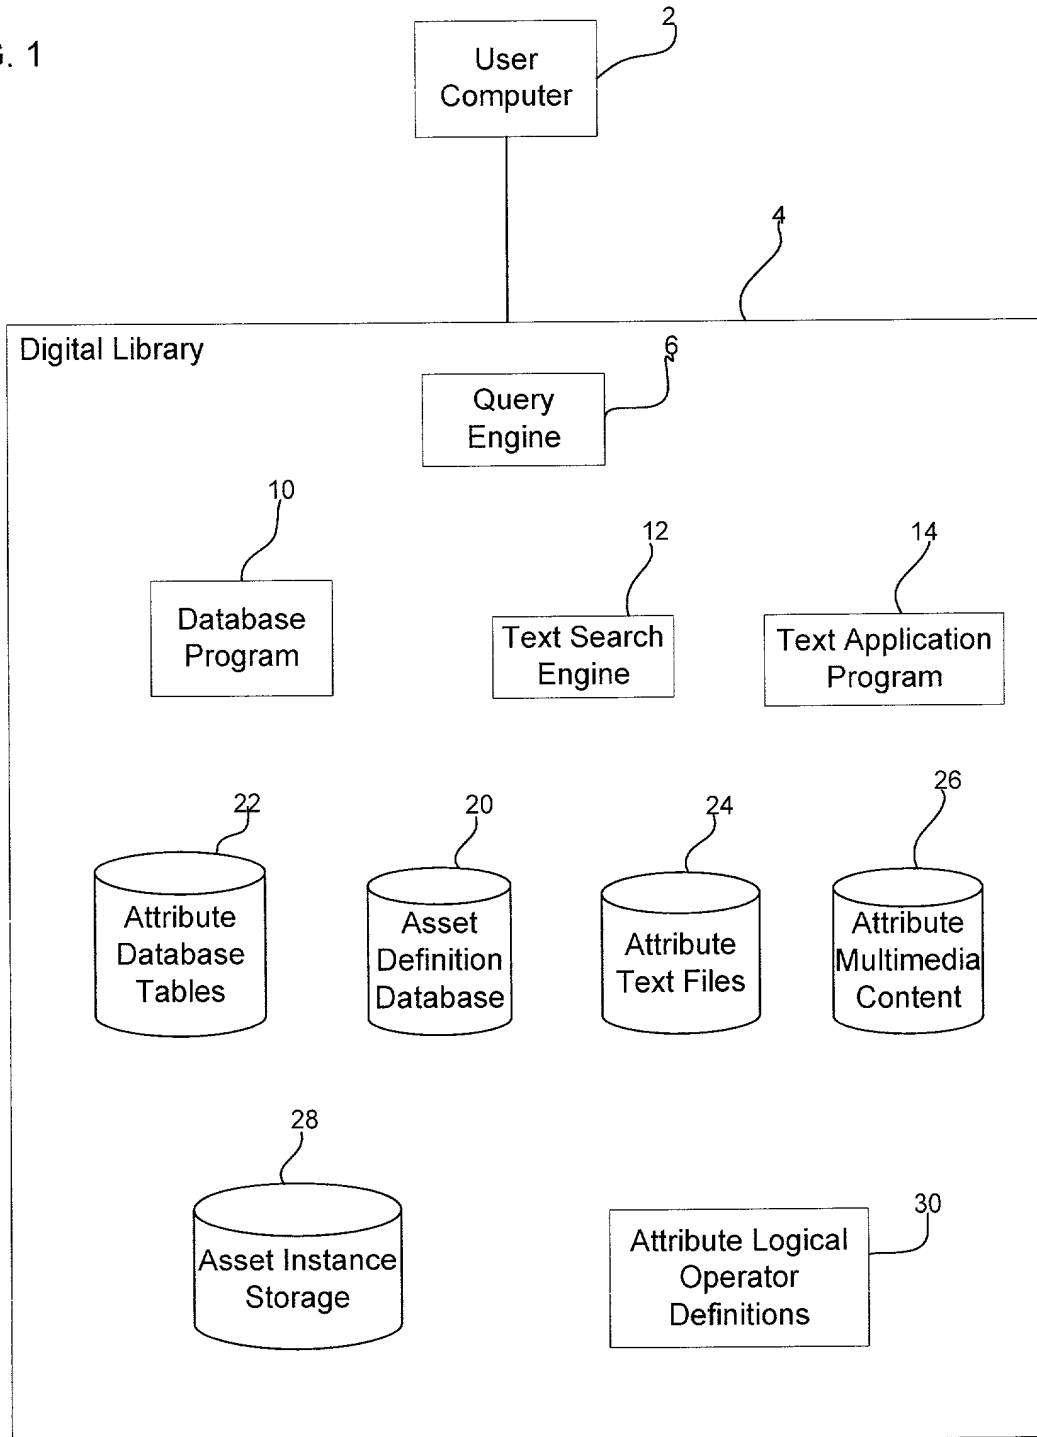 . 1
2
User
Computer
4
Digital Library
6
Query
Engine
10
12
14
Database
Program
Text Search
Engine
Text Application
Program
22
20
24
26
Attribute
Database
Tables
Asset
Definition
Database
Attribute
Text Files
Attribute
Multimedia
Content
28
30
Asset Instance
Storage
Attribute Logical
Operator
Definitions